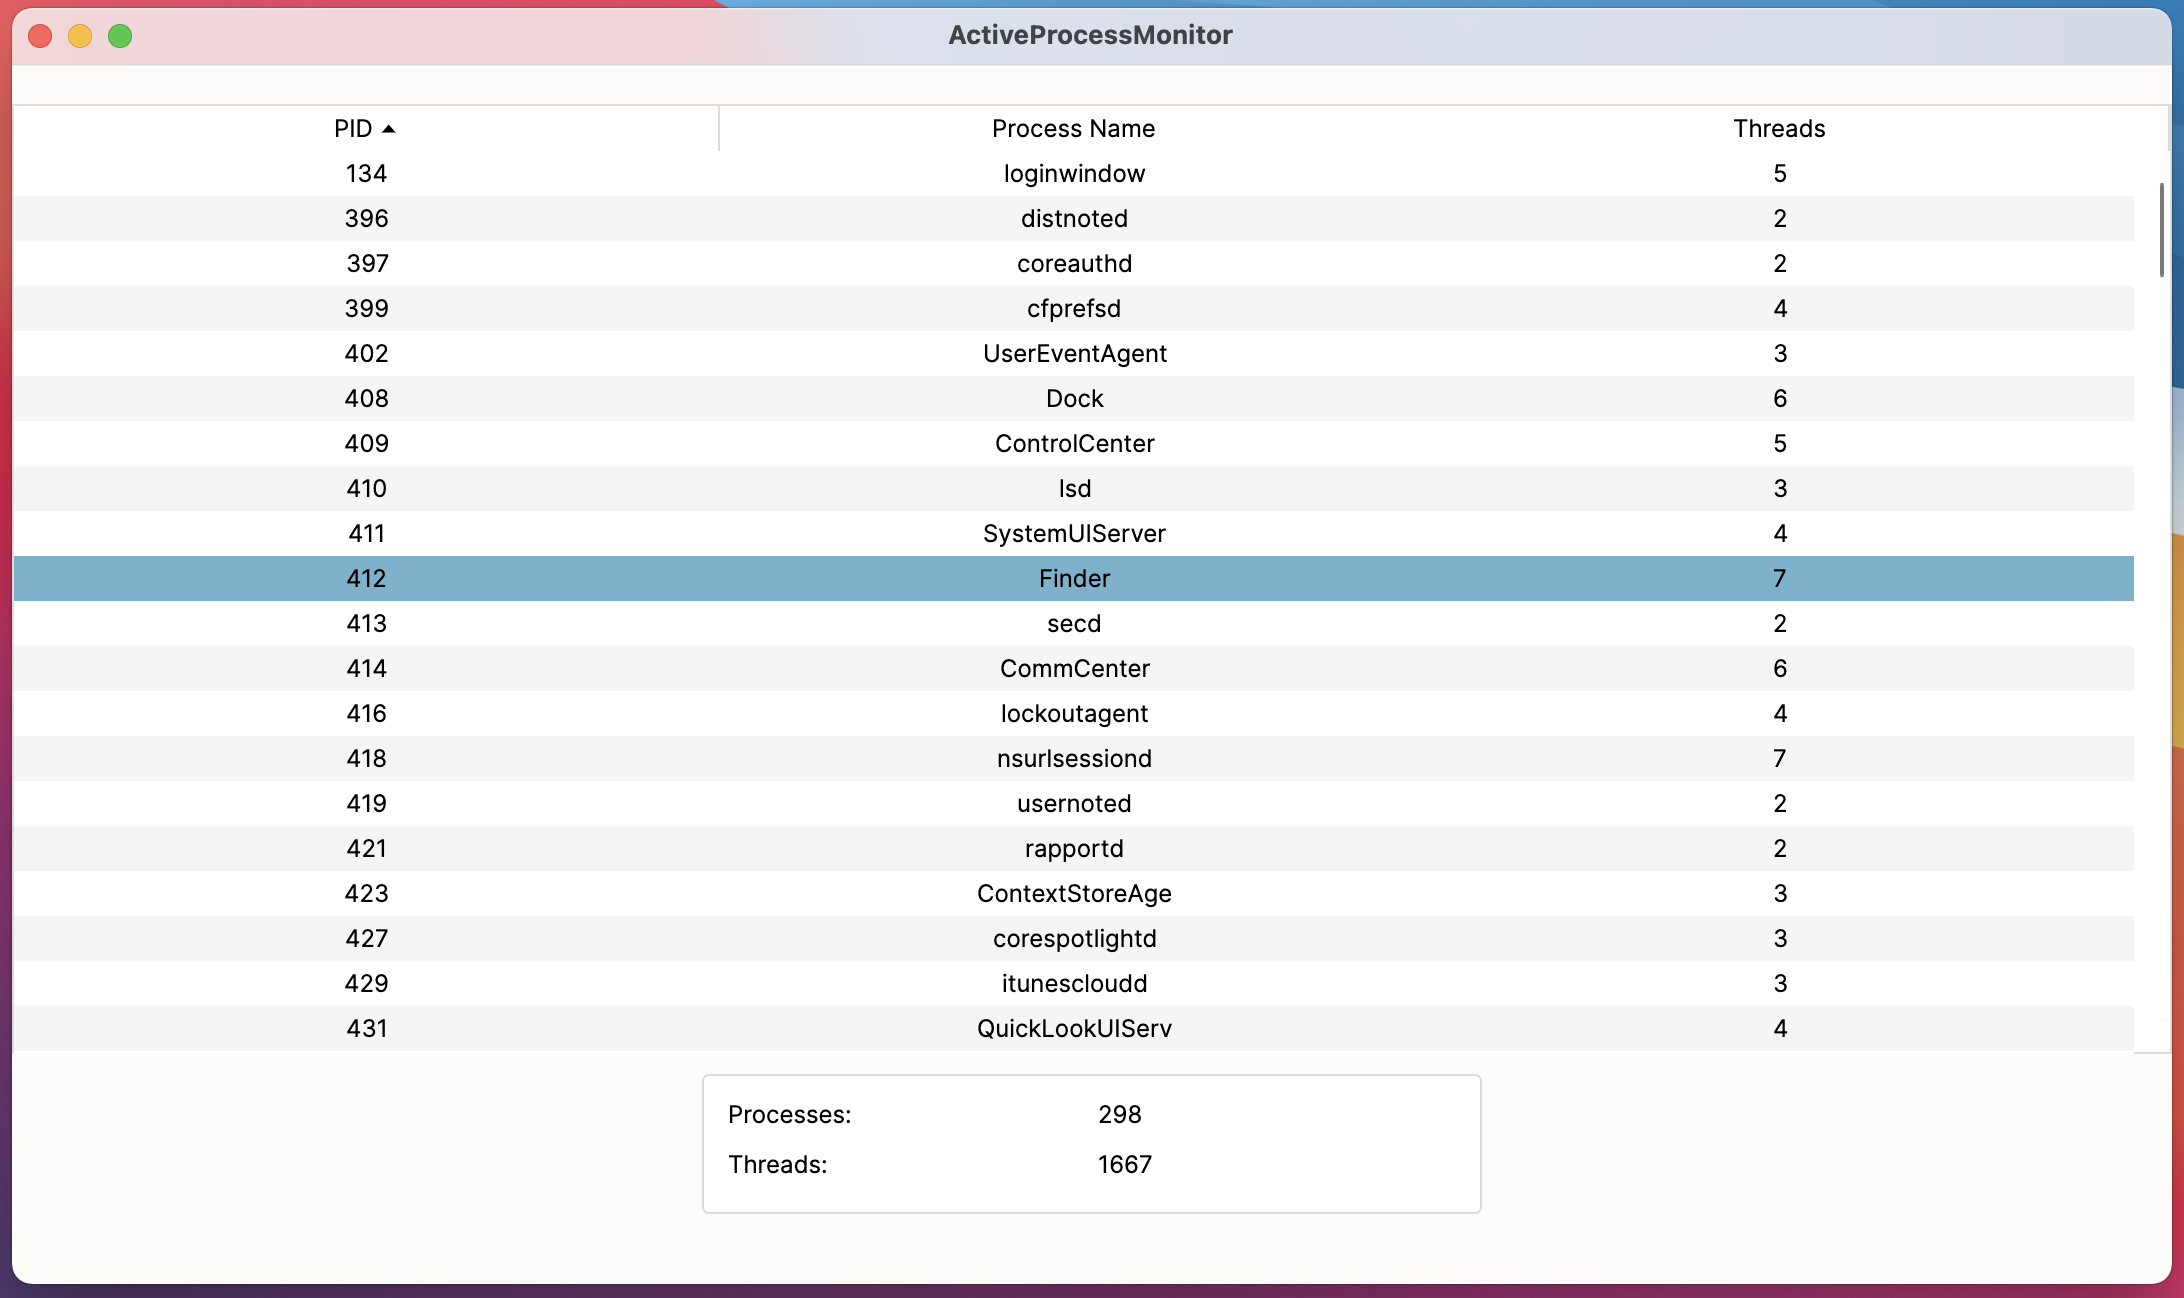 ActiveProcessMonitor
PID Process Name Threads
134 loginwindow 5
396 distnoted 2
397 coreauthd 2
399 cfprefsd 4
402 UserEventAgent 3
408 Dock 6
409 ControlCenter 5
410 lsd 3
411 SystemUIServer 4
412 Finder 7
413 secd 2
414 CommCenter 6
416 lockoutagent 4
418 nsurlsessiond 7
419 usernoted 2
421 rapportd 2
423 ContextStoreAge 3
427 corespotlightd 3
429 itunescloudd 3
431 QuickLookUIServ 4
Processes: 298
Threads: 1667